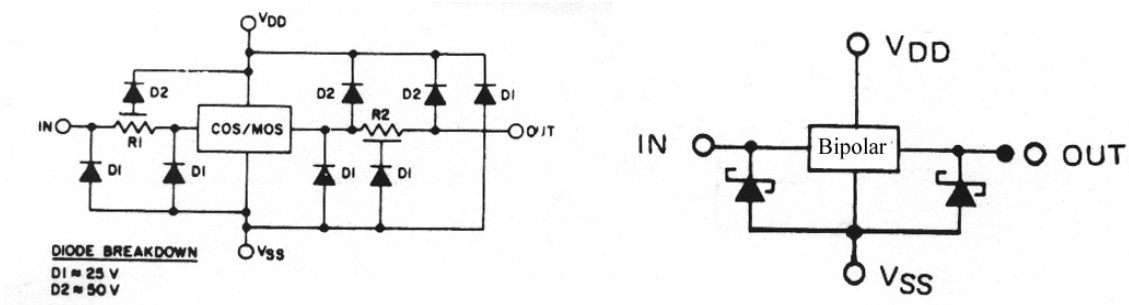 VDD
D2
D2
R2
D2
D1
IN
R1
COS/MOS
OUT
D1
D1
D1
D1
VSS
DIODE BREAKDOWN
D1 ≈ 25 V
D2 ≈ 50 V
VDD
IN
Bipolar
OUT
VSS